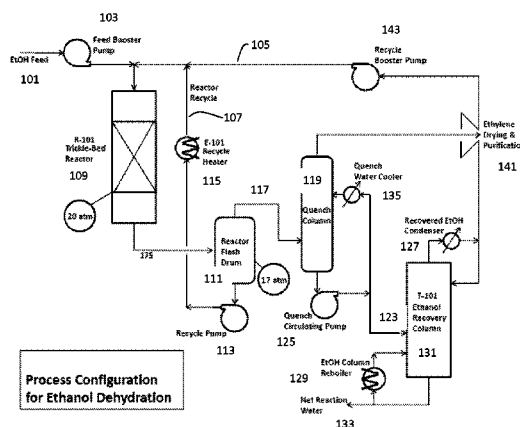 103
Feed Booster
Pump
EtOH Feed
101
105
143
Recycle
Booster Pump
Reactor
Recycle
107
R-101
Trickle-Bed
Reactor
109
E-101
Recycle
Heater
115
117
119
Quench
Water Cooler
135
Ethylene
Drying &
Purification
141
20 atm
175
Reactor
Flash
Drum
111
17 atm
Quench
Column
Recovered EtOH
Condenser
127
Recycle Pump
113
Quench
Circulating Pump
125
123
T-101
Ethanol
Recovery
Column
131
EtOH Column
Reboiler
129
Net Reaction
Water
133
Process Configuration
for Ethanol Dehydration